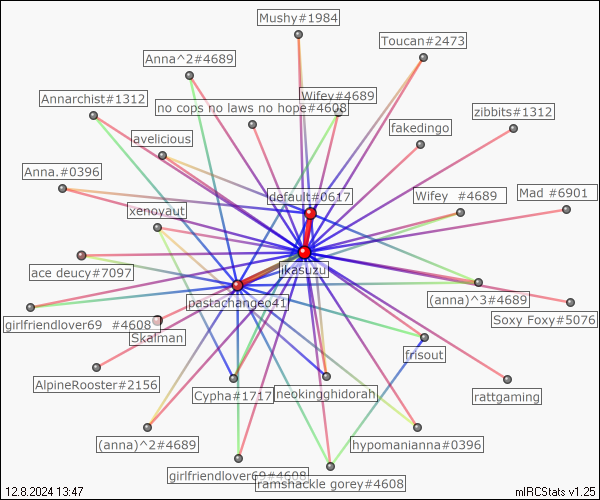 Mushy#1984
Toucan#2473
Anna^2#4689
Wifey#4689
Annarchist#1312
no cops no laws no hope#4608
zibbits#1312
fakedingo
avelicious
Anna.#0396
default#0617
Wifey #4689
Mad #6901
xenoyaut
ikasuzu
ace deucy#7097
pastachangeo41
(anna)^3#4689
girlfriendlover69 #4608
Soxy Foxy#5076
Skalman
frisout
AlpineRooster#2156
Cypha#1717
neokingghidorah
rattgaming
(anna)^2#4689
hypomanianna#0396
girlfriendlover69#4608
ramshackle gorey#4608
12.8.2024 13:47
mIRCStats v1.25